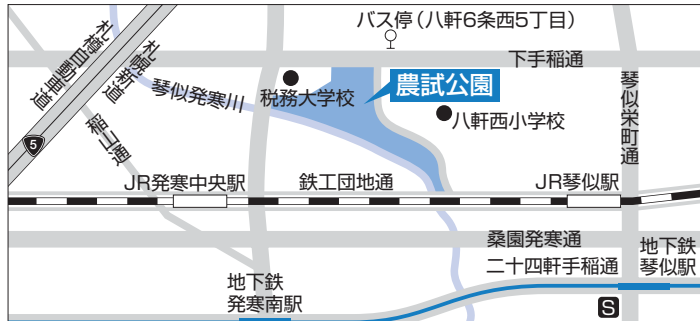 バス停(八軒6条西5丁目)
下手稲通
札樽自動車道
札幌新道
琴似発寒川
税務大学校
農試公園
八軒西小学校
琴似栄町通
稲山通
5
JR発寒中央駅
鉄工団地通
JR琴似駅
桑園発寒通
二十四軒手稲通
地下鉄
琴似駅
地下鉄
発寒南駅
S